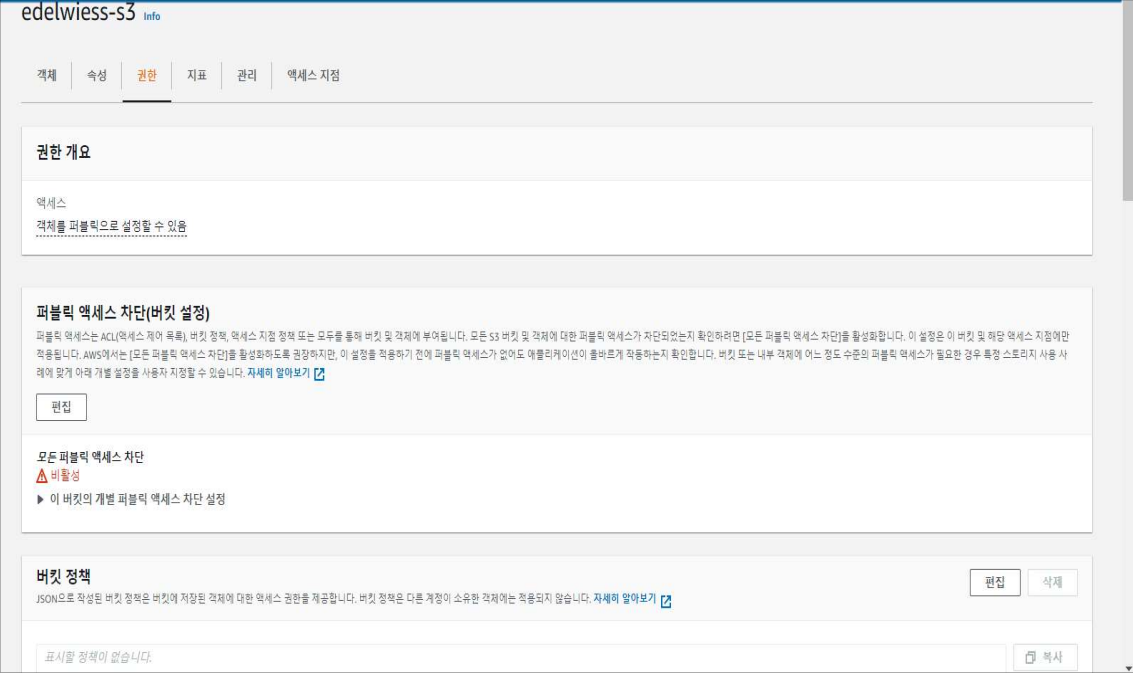 edelwiess-s3 Info
객체 속성 권한 지표 관리 액세스 지점
권한 개요
액세스
객체를 퍼블릭으로 설정할 수 있음
퍼블릭 액세스 차단(버킷 설정)
퍼블릭 액세스는 ACL(액세스 제어 목록), 버킷 정책, 액세스 지점 정책 또는 모두를 통해 버킷 및 객체에 부여됩니다. 모든 S3 버킷 및 객체에 대한 퍼블릭 액세스가 차단되었는지 확인하려면 [모든 퍼블릭 액세스 차단]을 활성화합니다. 이 설정은 이 버킷 및 해당 액세스 지점에만
적용됩니다. AWS에서는 [모든 퍼블릭 액세스 차단]을 활성화하도록 권장하지만, 이 설정을 적용하기 전에 퍼블릭 액세스가 없어도 애플리케이션이 올바르게 작동하는지 확인합니다. 버킷 또는 내부 객체에 어느 정도 수준의 퍼블릭 액세스가 필요한 경우 특정 스토리지 사용 사
례에 맞게 아래 개별 설정을 사용자 지정할 수 있습니다. 자세히 알아보기
편집
모든 퍼블릭 액세스 차단
비활성
이 버킷의 개별 퍼블릭 액세스 차단 설정
버킷 정책
편집 삭제
JSON으로 작성된 버킷 정책은 버킷에 저장된 객체에 대한 액세스 권한을 제공합니다. 버킷 정책은 다른 계정이 소유한 객체에는 적용되지 않습니다. 자세히 알아보기
표시할 정책이 없습니다.
복사